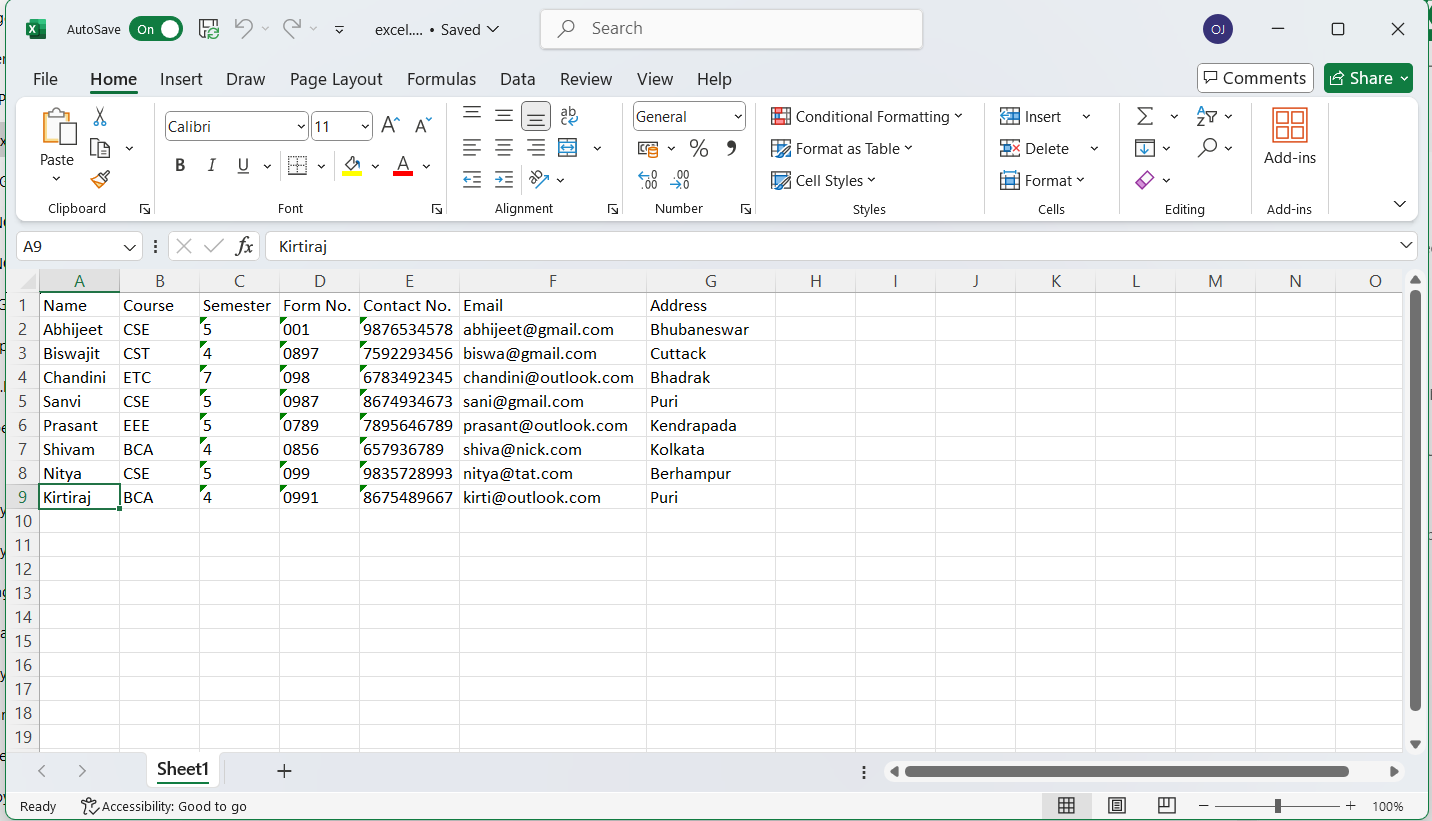 AutoSave On excel.... • Saved Search OJ
File Home Insert Draw Page Layout Formulas Data Review View Help Comments Share
Paste
Clipboard
Calibri 11
B I U A
Font
ab
Alignment
General
% 9
.00 .00
Number
Conditional Formatting
Format as Table
Cell Styles
Styles
Insert
Delete
Format
Cells
Editing
Add-ins
Add-ins
A9 fx Kirtiraj
A B C D E F G H I J K L M N O
1 Name Course Semester Form No. Contact No. Email Address
2 Abhijeet CSE 5 001 9876534578 abhijeet@gmail.com Bhubaneswar
3 Biswajit CST 4 0897 7592293456 biswa@gmail.com Cuttack
4 Chandini ETC 7 098 6783492345 chandini@outlook.com Bhadrak
5 Sanvi CSE 5 0987 8674934673 sani@gmail.com Puri
6 Prasant EEE 5 0789 7895646789 prasant@outlook.com Kendrapada
7 Shivam BCA 4 0856 657936789 shiva@nick.com Kolkata
8 Nitya CSE 5 099 9835728993 nitya@tat.com Berhampur
9 Kirtiraj BCA 4 0991 8675489667 kirti@outlook.com Puri
10
11
12
13
14
15
16
17
18
19
Sheet1
Ready Accessibility: Good to go 100%